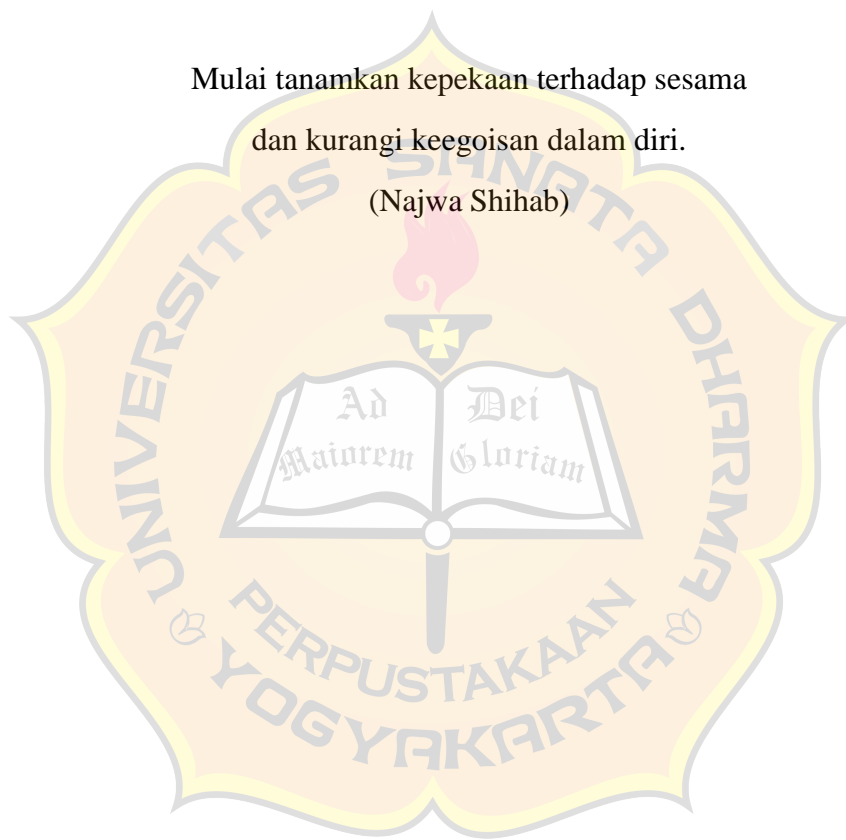 Mulai tanamkan kepekaan terhadap sesama
dan kurangi keegoisan dalam diri.
(Najwa Shihab)
UNIVERSITAS SANATA DHARMA
Ad Dei
Maiorem Gloriam
PERPUSTAKAAN
YOGYAKARTA